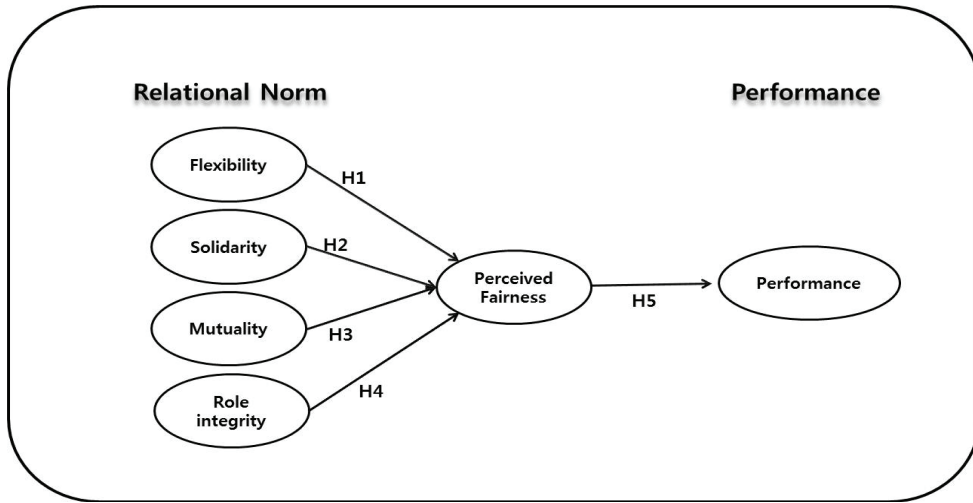 Relational Norm
Performance
Flexibility
H1
Solidarity
H2
Perceived
Fairness
H5
Performance
Mutuality
H3
Role
integrity
H4